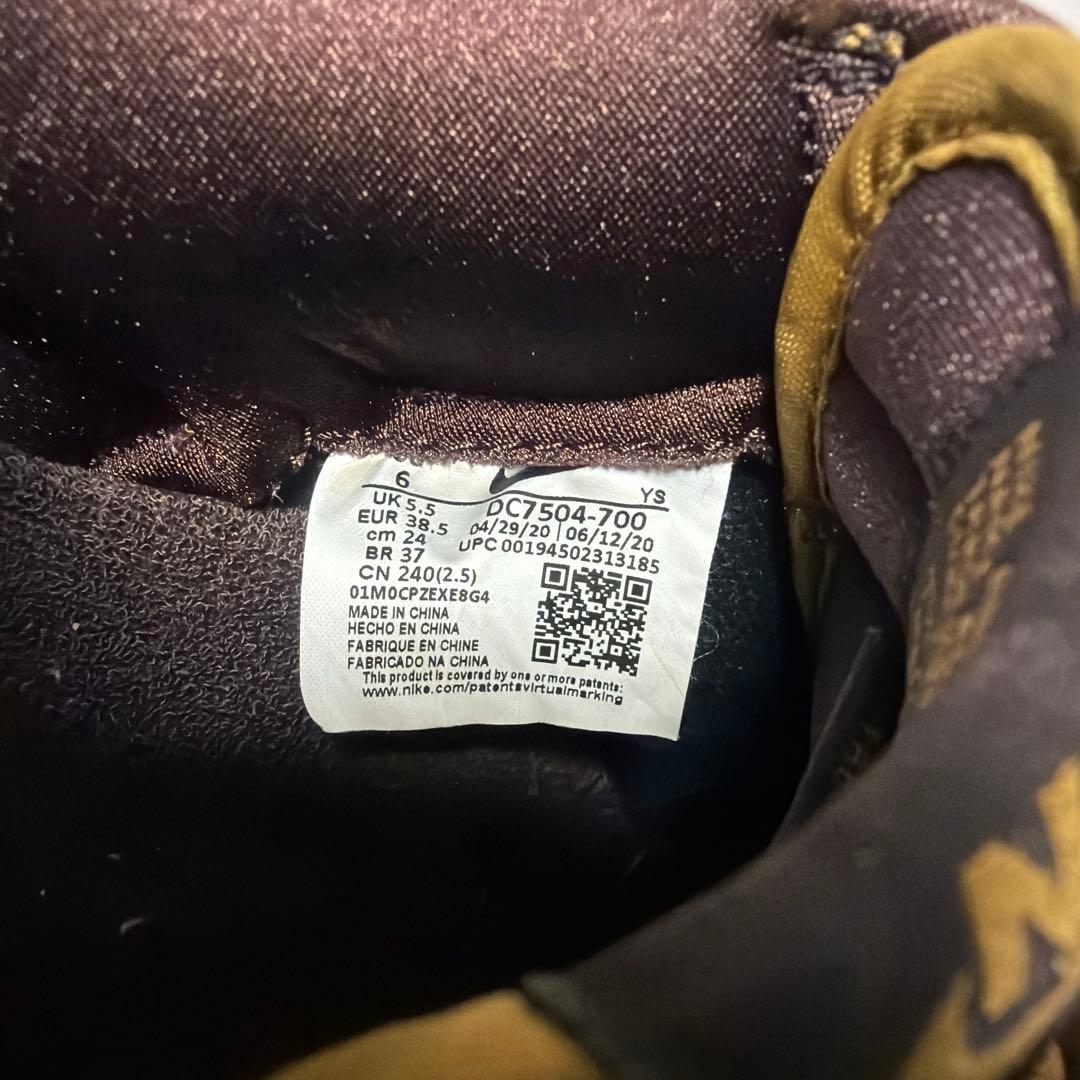 6
YS
UK 5.5
DC7504-700
EUR 38.5
04/29/20 | 06/12/20
cm 24
UPC 00194502313185
BR 37
CN 240(2.5)
01M0CPZEXE8G4
MADE IN CHINA
HECHO EN CHINA
FABRIQUE EN CHINE
FABRICADO NA CHINA
This product is covered by one or more patents:
www.nike.com/patentsvirtualmarking